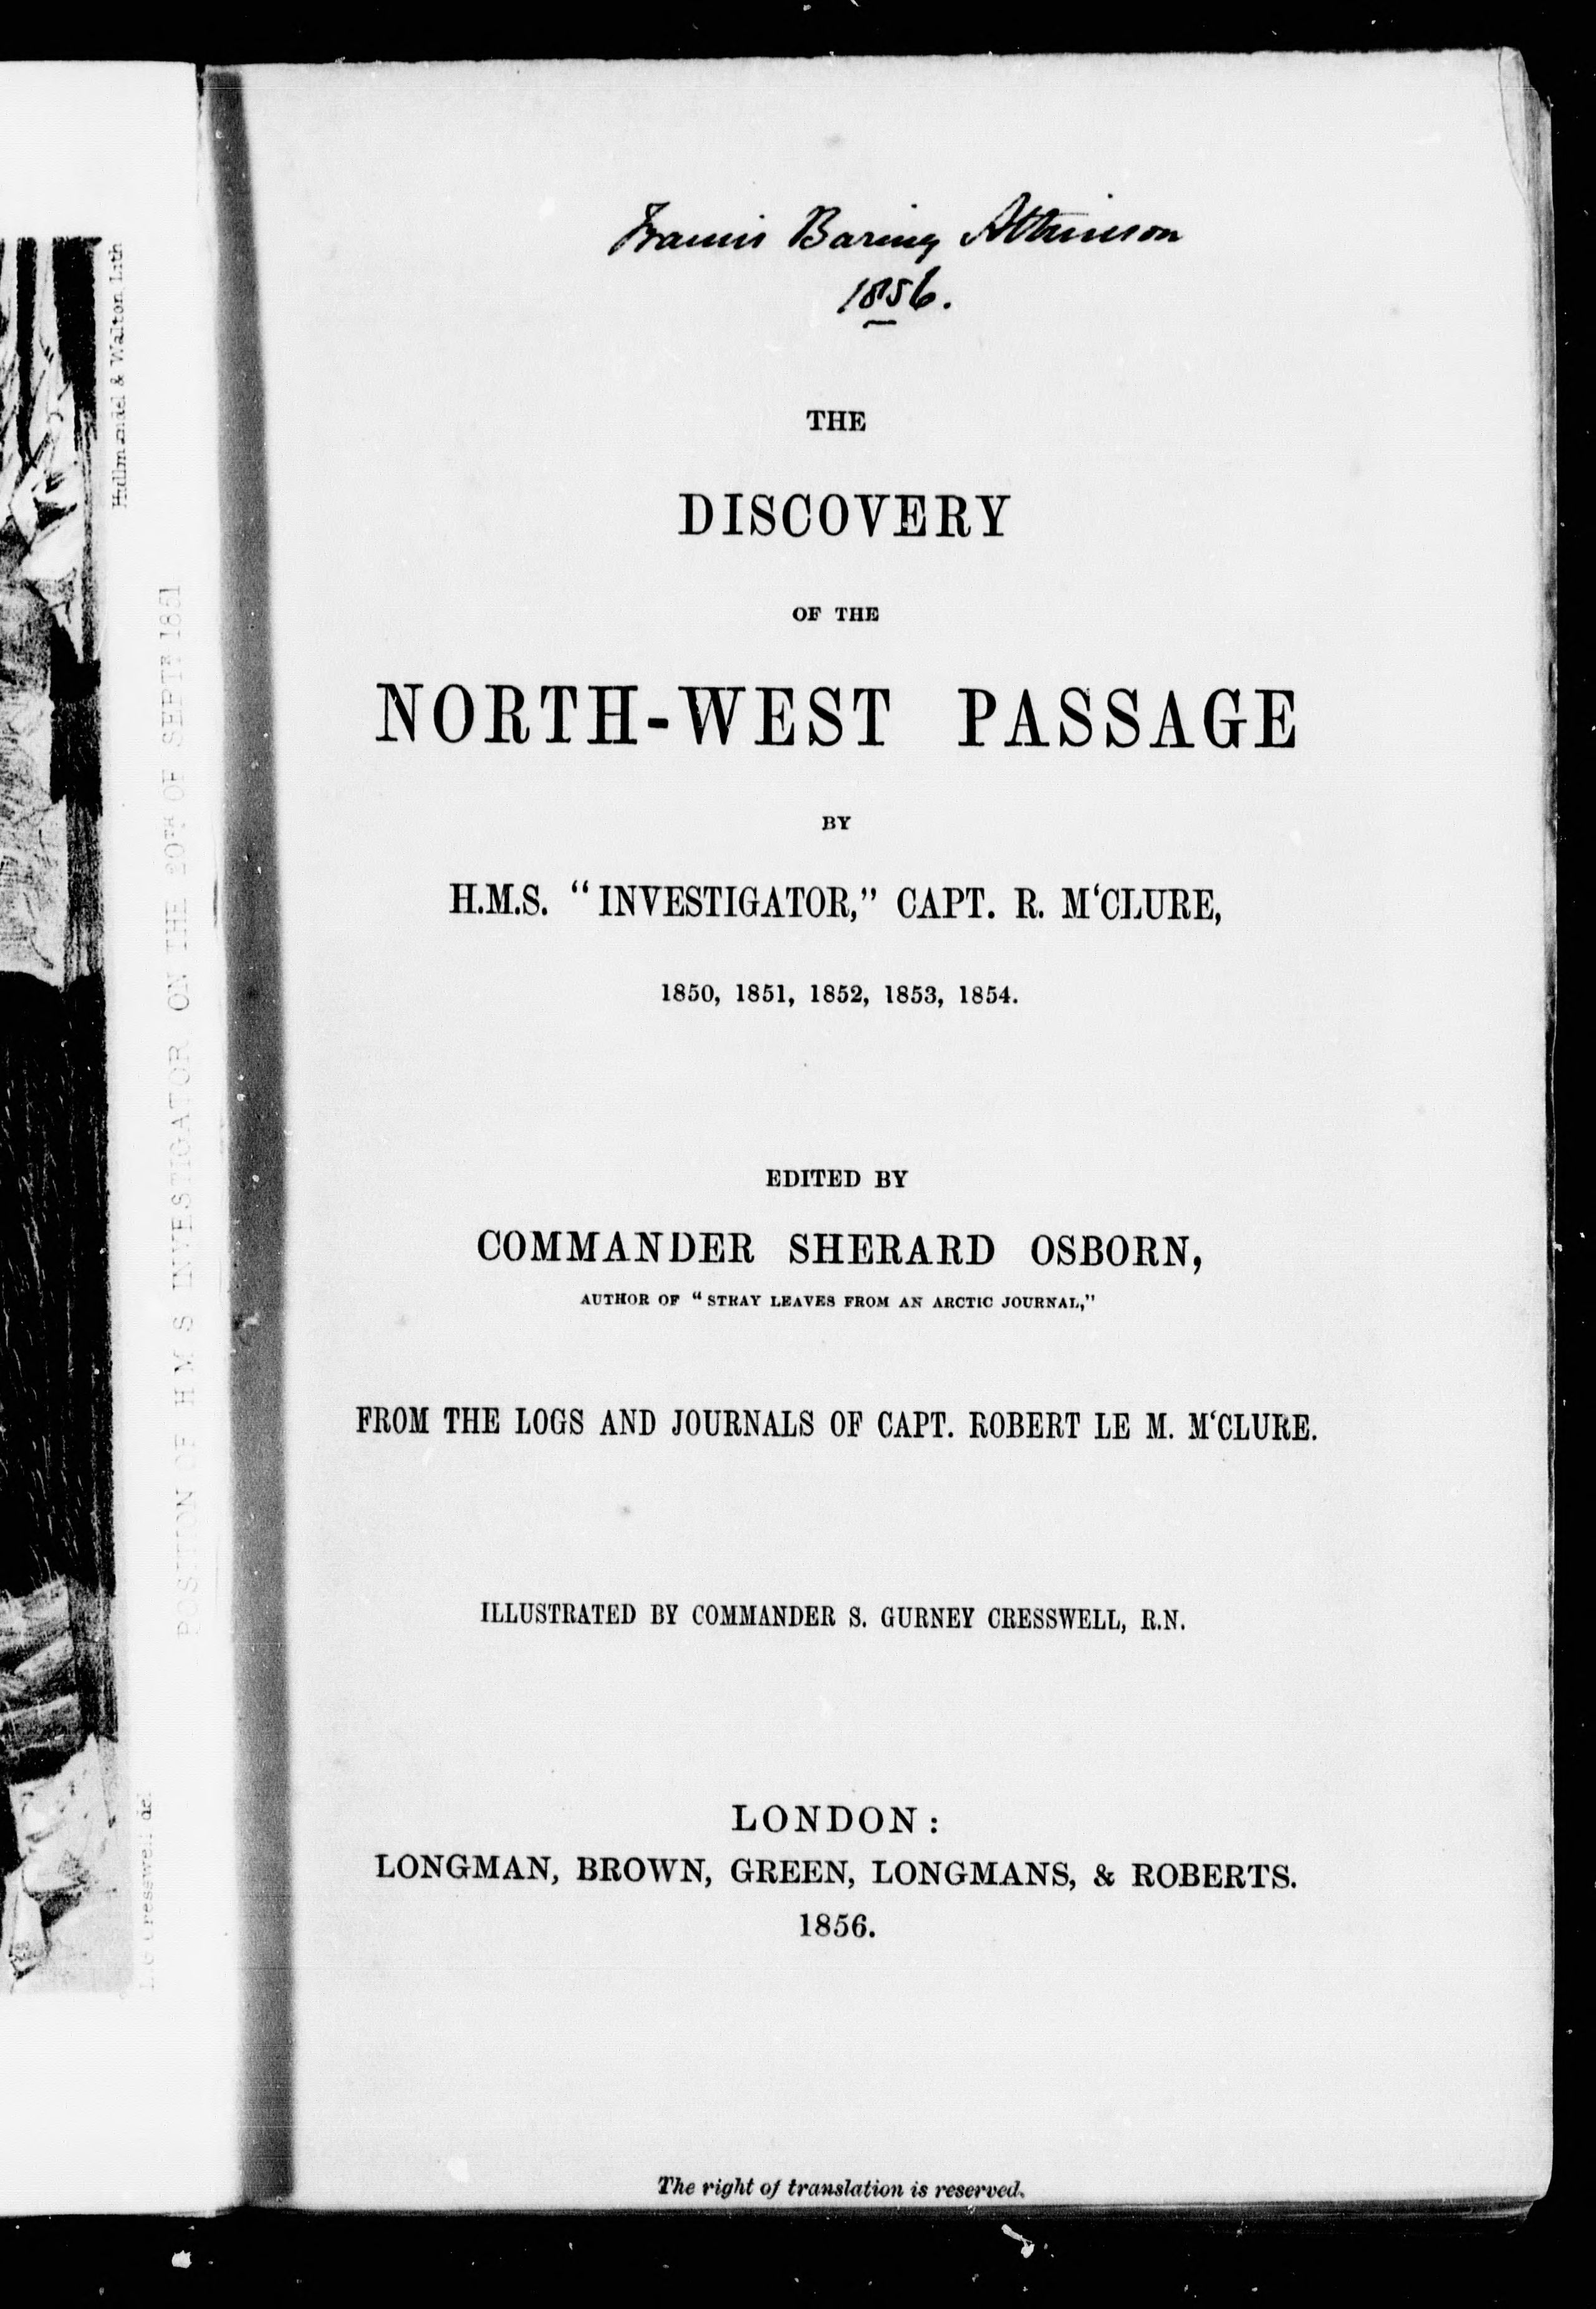 Hullmandel & Walton Lith
POSITION OF H M S INVESTIGATOR ON THE 20TH OF SEPTR 1851
Cresswell del
Francis Baring Atkinson
1856.
THE
DISCOVERY
OF THE
NORTH-WEST PASSAGE
BY
H.M.S. “INVESTIGATOR,” CAPT. R. M‘CLURE,
1850, 1851, 1852, 1853, 1854.
EDITED BY
COMMANDER SHERARD OSBORN,
AUTHOR OF “STRAY LEAVES FROM AN ARCTIC JOURNAL,”
FROM THE LOGS AND JOURNALS OF CAPT. ROBERT LE M. M‘CLURE.
ILLUSTRATED BY COMMANDER S. GURNEY CRESSWELL, R.N.
LONDON:
LONGMAN, BROWN, GREEN, LONGMANS, & ROBERTS.
1856.
The right of translation is reserved.